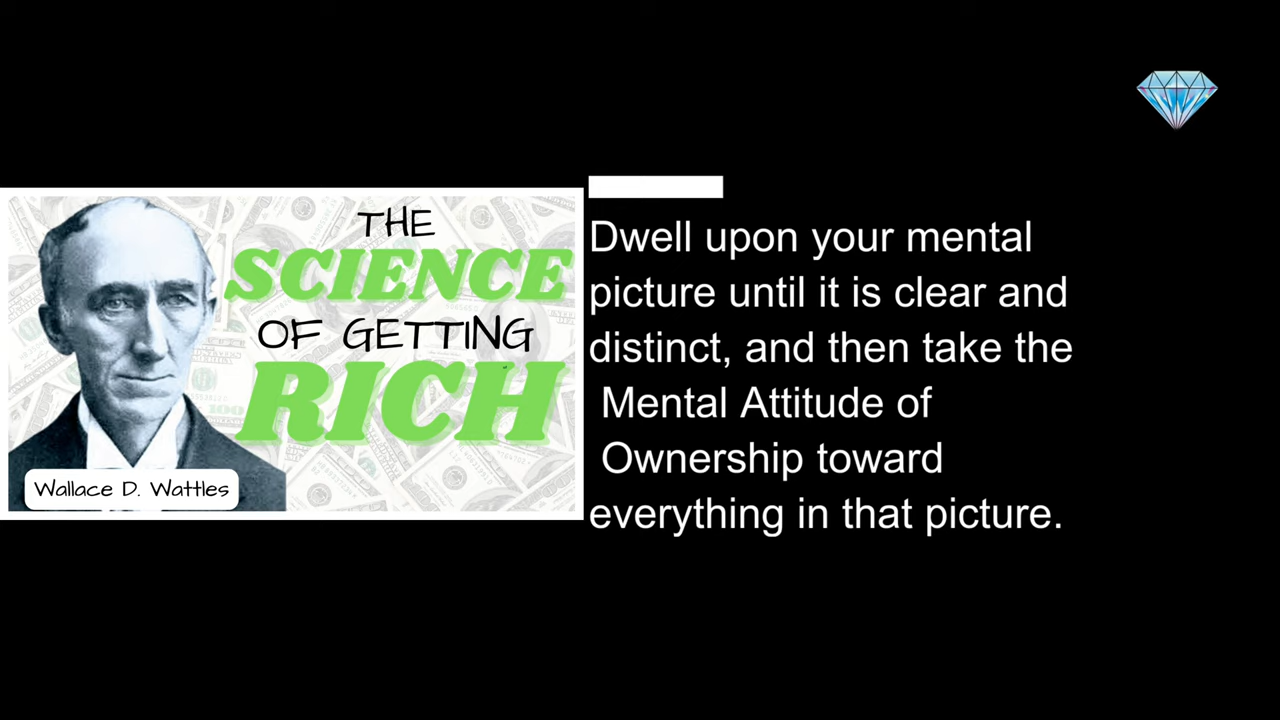 THE
SCIENCE
OF GETTING
RICH
Wallace D. Wattles
Dwell upon your mental
picture until it is clear and
distinct, and then take the
Mental Attitude of
Ownership toward
everything in that picture.